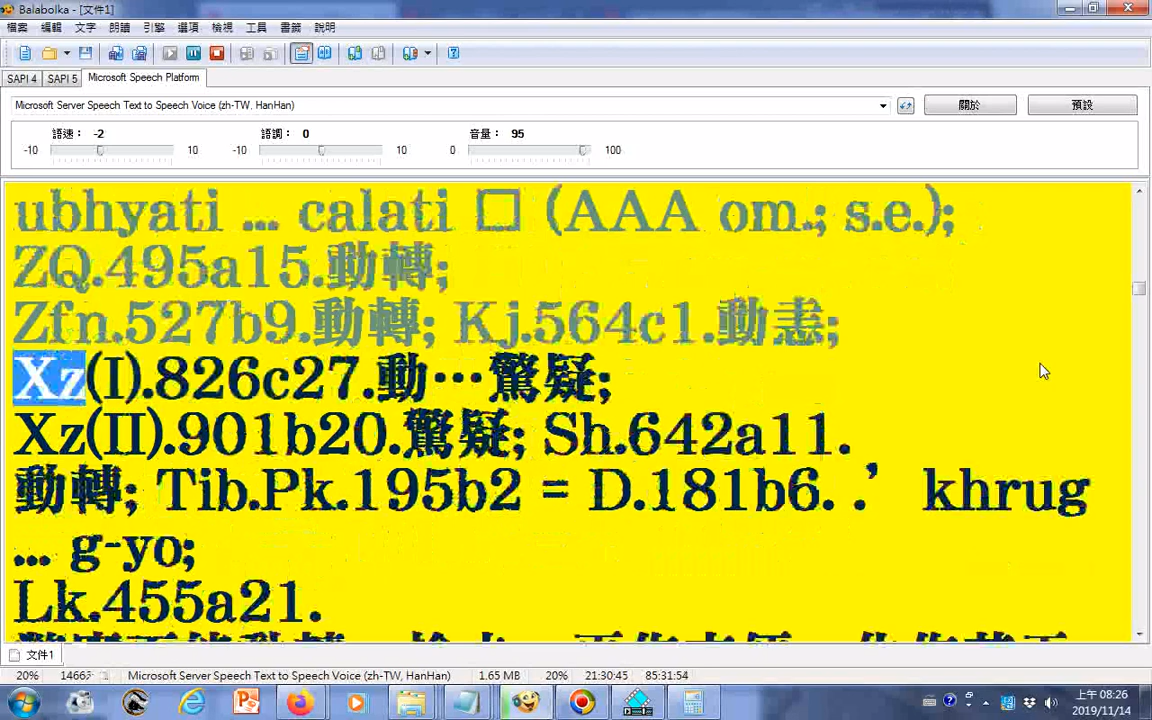 Balabolka - [文件1]
檔案 編輯 文字 朗讀 引擎 選項 檢視 工具 書籤 說明
SAPI 4 SAPI 5 Microsoft Speech Platform
Microsoft Server Speech Text to Speech Voice (zh-TW, HanHan) 關於 預設
語速： -2 語調： 0 音量： 95
-10 10 -10 10 0 100
ubhyati ... calati □ (AAA om.; s.e.);
ZQ.495a15.動轉;
Zfn.527b9.動轉; Kj.564c1.動恚;
Xz(I).826c27.動…驚疑;
Xz(II).901b20.驚疑; Sh.642a11.
動轉; Tib.Pk.195b2 = D.181b6. .’ khrug
... g-yo;
Lk.455a21.
文件1
20% Microsoft Server Speech Text to Speech Voice (zh-TW, HanHan) 1.65 MB 20% 21:30:45 85:31:54
上午 08:26
2019/11/14